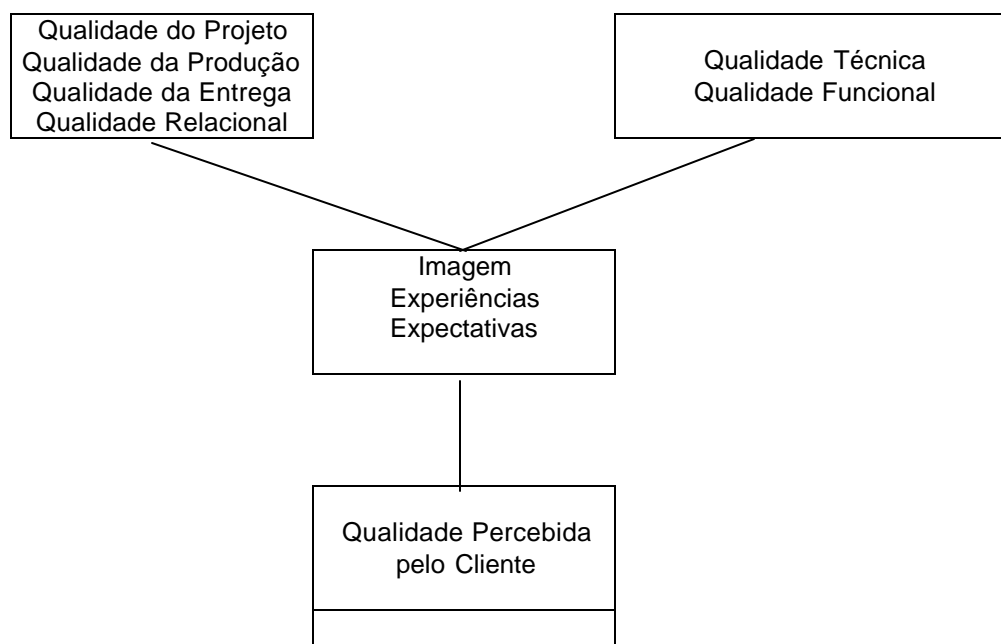 Qualidade do Projeto
Qualidade da Produção
Qualidade da Entrega
Qualidade Relacional
Qualidade Técnica
Qualidade Funcional
Imagem
Experiências
Expectativas
Qualidade Percebida
pelo Cliente